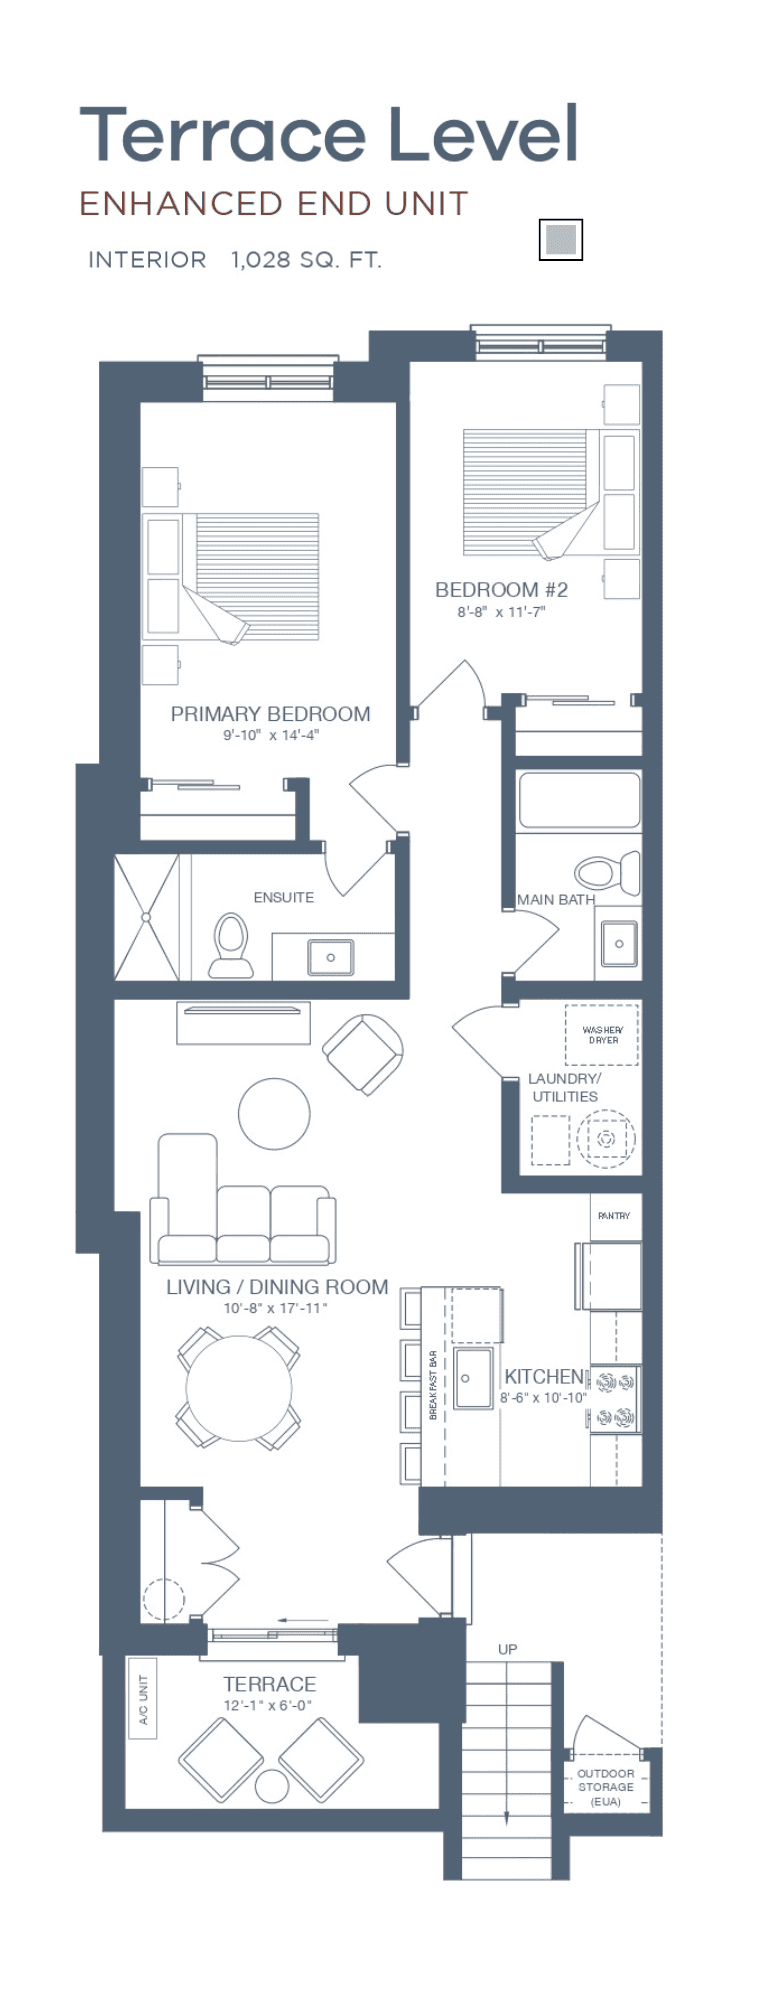 Terrace Level
ENHANCED END UNIT
INTERIOR 1,028 SQ. FT.
BEDROOM #2
8'-8" x 11'-7"
PRIMARY BEDROOM
9'-10" x 14'-4"
ENSUITE
MAIN BATH
WASHER/
DRYER
LAUNDRY/
UTILITIES
PANTRY
LIVING / DINING ROOM
10'-8" x 17'-11"
BREAKFAST BAR
KITCHEN
8'-6" x 10'-10"
UP
TERRACE
12'-1" x 6'-0"
A/C UNIT
OUTDOOR
STORAGE
(EUA)